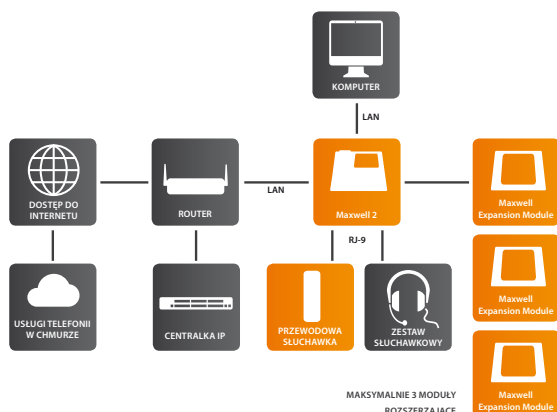 KOMPUTER
LAN
DOSTĘP DO
INTERNETU
ROUTER
LAN
Maxwell 2
Maxwell
Expansion Module
RJ-9
USŁUGI TELEFONII
W CHMURZE
CENTRALKA IP
PRZEWODOWA
SŁUCHAWKA
ZESTAW
SŁUCHAWKOWY
Maxwell
Expansion Module
MAKSYMALNIE 3 MODUŁY
ROZSZERZAJĄCE
Maxwell
Expansion Module